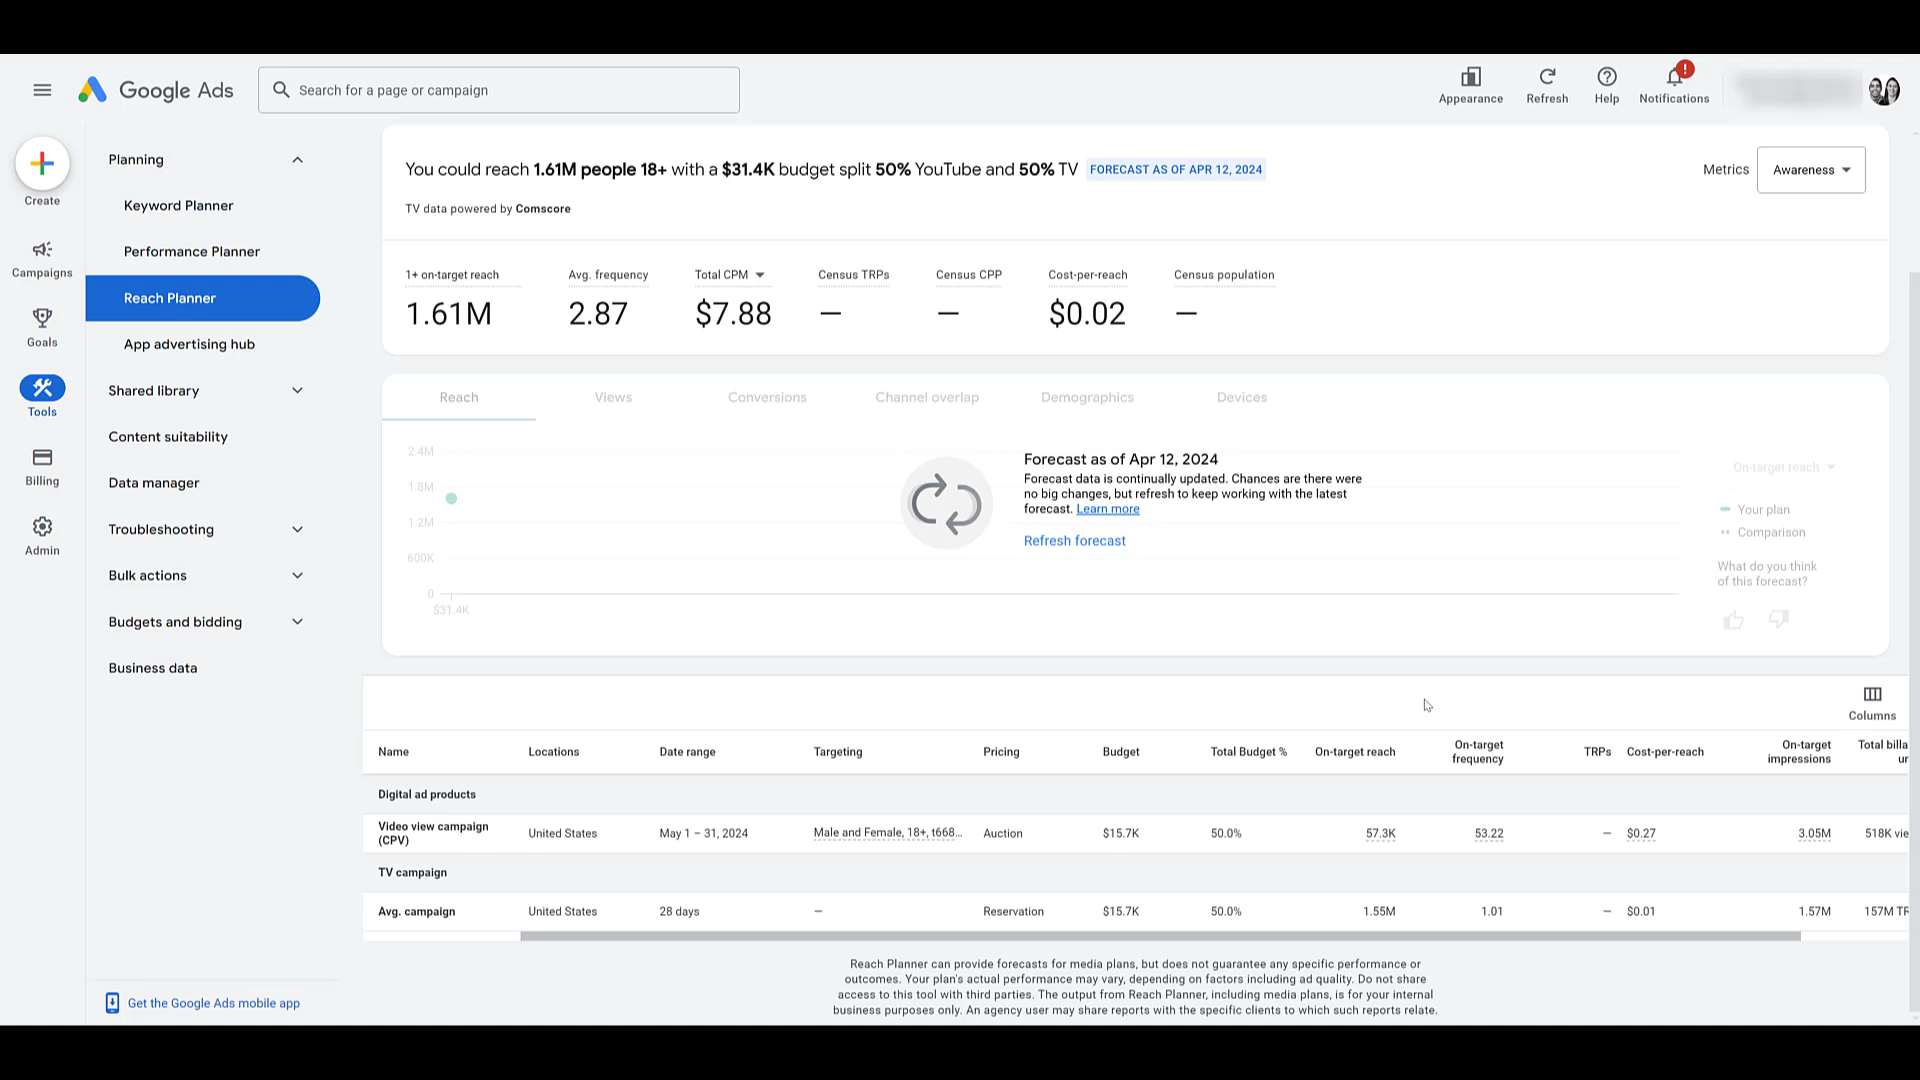 Google Ads
Search for a page or campaign
Appearance
Refresh
Help
!
Notifications
Create
Campaigns
Goals
Tools
Billing
Admin
Planning
Keyword Planner
Performance Planner
Reach Planner
App advertising hub
Shared library
Content suitability
Data manager
Troubleshooting
Bulk actions
Budgets and bidding
Business data
Get the Google Ads mobile app
You could reach 1.61M people 18+ with a $31.4K budget split 50% YouTube and 50% TV FORECAST AS OF APR 12, 2024
Metrics Awareness
TV data powered by Comscore
1+ on-target reach Avg. frequency Total CPM Census TRPs Census CPP Cost-per-reach Census population
1.61M 2.87 $7.88 — — $0.02 —
Reach Views Conversions Channel overlap Demographics Devices
2.4M
1.8M
1.2M
600K
0
$31.4K
Forecast as of Apr 12, 2024
Forecast data is continually updated. Chances are there were
no big changes, but refresh to keep working with the latest
forecast. Learn more
Refresh forecast
On-target reach
Your plan
Comparison
What do you think
of this forecast?
Columns
Name Locations Date range Targeting Pricing Budget Total Budget % On-target reach On-target frequency TRPs Cost-per-reach On-target impressions Total billa ur
Digital ad products
Video view campaign (CPV) United States May 1 – 31, 2024 Male and Female, 18+, t668... Auction $15.7K 50.0% 57.3K 53.22 — $0.27 3.05M 518K vie
TV campaign
Avg. campaign United States 28 days — Reservation $15.7K 50.0% 1.55M 1.01 — $0.01 1.57M 157M TR
Reach Planner can provide forecasts for media plans, but does not guarantee any specific performance or
outcomes. Your plan's actual performance may vary, depending on factors including ad quality. Do not share
access to this tool with third parties. The output from Reach Planner, including media plans, is for your internal
business purposes only. An agency user may share reports with the specific clients to which such reports relate.